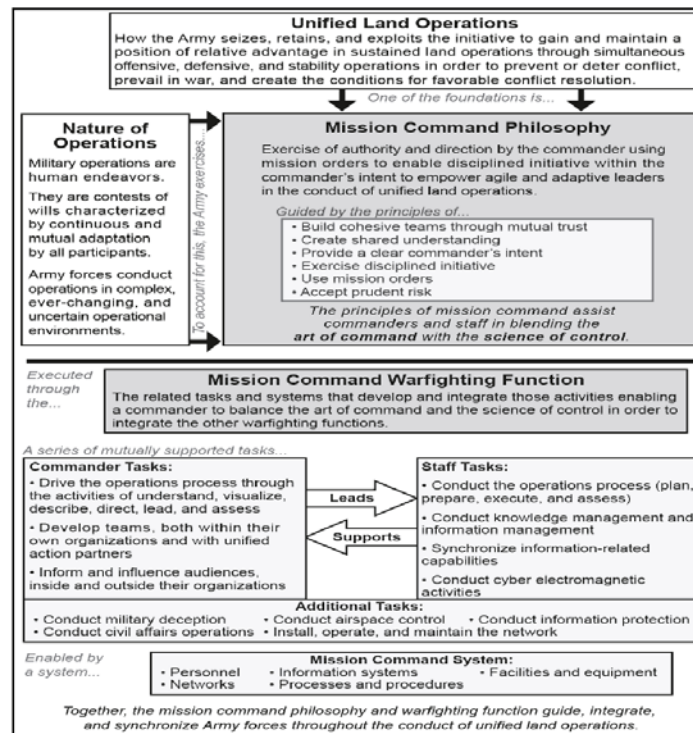 Unified Land Operations
How the Army seizes, retains, and exploits the initiative to gain and maintain a
position of relative advantage in sustained land operations through simultaneous
offensive, defensive, and stability operations in order to prevent or deter conflict,
prevail in war, and create the conditions for favorable conflict resolution.
One of the foundations is...
Nature of
Operations
Military operations are
human endeavors.
They are contests of
wills characterized
by continuous and
mutual adaptation
by all participants.
Army forces conduct
operations in complex,
ever-changing, and
uncertain operational
environments.
To account for this, the Army exercises....
Mission Command Philosophy
Exercise of authority and direction by the commander using
mission orders to enable disciplined initiative within the
commander's intent to empower agile and adaptive leaders
in the conduct of unified land operations.
Guided by the principles of...
• Build cohesive teams through mutual trust
• Create shared understanding
• Provide a clear commander's intent
• Exercise disciplined initiative
• Use mission orders
• Accept prudent risk
The principles of mission command assist
commanders and staff in blending the
art of command with the science of control.
Executed
through
the...
Mission Command Warfighting Function
The related tasks and systems that develop and integrate those activities enabling
a commander to balance the art of command and the science of control in order to
integrate the other warfighting functions.
A series of mutually supported tasks...
Commander Tasks:
• Drive the operations process through
the activities of understand, visualize,
describe, direct, lead, and assess
• Develop teams, both within their
own organizations and with unified
action partners
• Inform and influence audiences,
inside and outside their organizations
Leads
Supports
Staff Tasks:
• Conduct the operations process (plan,
prepare, execute, and assess)
• Conduct knowledge management and
information management
• Synchronize information-related
capabilities
• Conduct cyber electromagnetic
activities
Additional Tasks:
• Conduct military deception • Conduct airspace control • Conduct information protection
• Conduct civil affairs operations • Install, operate, and maintain the network
Enabled by
a system...
Mission Command System:
• Personnel • Information systems • Facilities and equipment
• Networks • Processes and procedures
Together, the mission command philosophy and warfighting function guide, integrate,
and synchronize Army forces throughout the conduct of unified land operations.